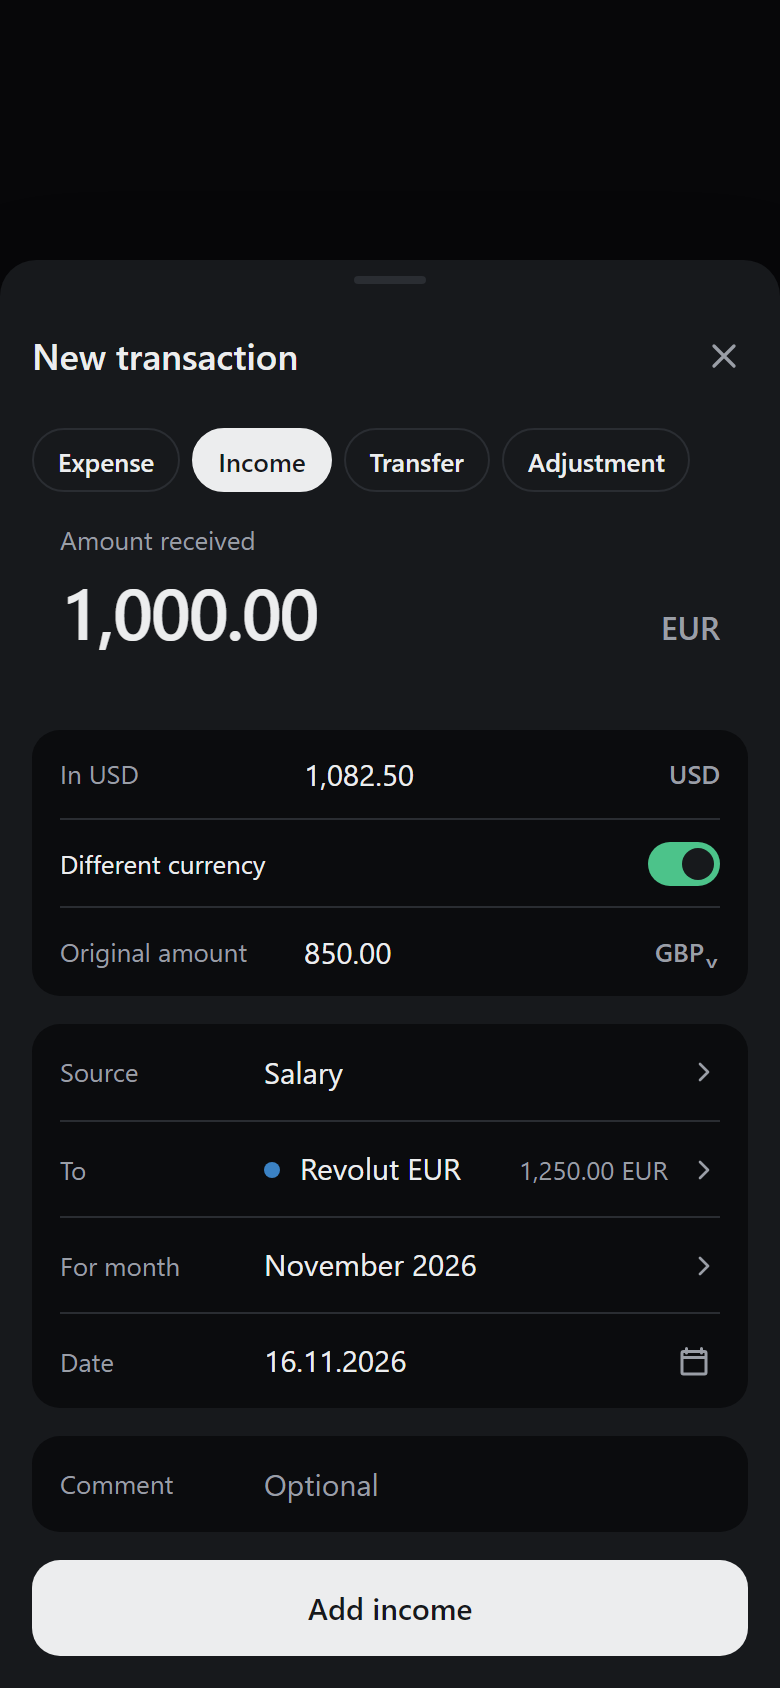 New transaction
Expense Income Transfer Adjustment
Amount received
1,000.00 EUR
In USD 1,082.50 USD
Different currency
Original amount 850.00 GBP
Source Salary
To Revolut EUR 1,250.00 EUR
For month November 2026
Date 16.11.2026
Comment Optional
Add income